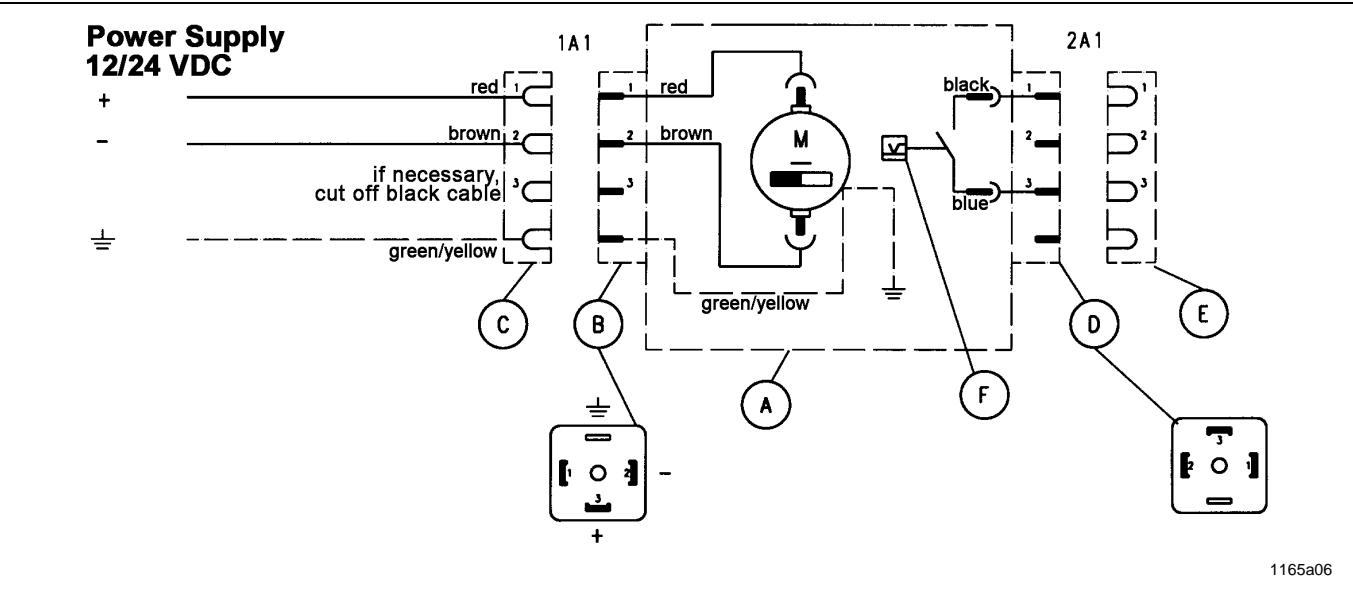 Power Supply
12/24 VDC
1A1
2A1
red 1
1 red
black
1
1
+
brown 2
2 brown
M
2
2
-
if necessary,
cut off black cable
3
3
blue
3
3
green/yellow
green/yellow
C
B
A
F
D
E
1
2
-
3
+
3
2
1
1165a06